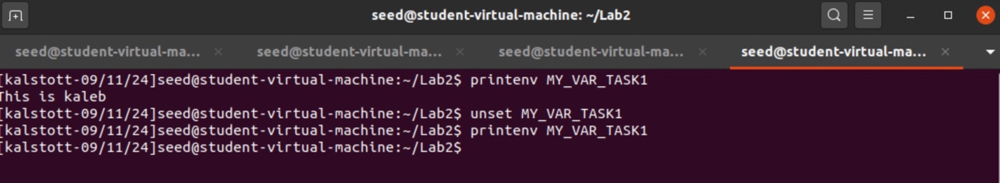 seed@student-virtual-machine: ~/Lab2
seed@student-virtual-ma... seed@student-virtual-ma... seed@student-virtual-ma... seed@student-virtual-ma...
[kalstott-09/11/24]seed@student-virtual-machine:~/Lab2$ printenv MY_VAR_TASK1
This is kaleb
[kalstott-09/11/24]seed@student-virtual-machine:~/Lab2$ unset MY_VAR_TASK1
[kalstott-09/11/24]seed@student-virtual-machine:~/Lab2$ printenv MY_VAR_TASK1
[kalstott-09/11/24]seed@student-virtual-machine:~/Lab2$